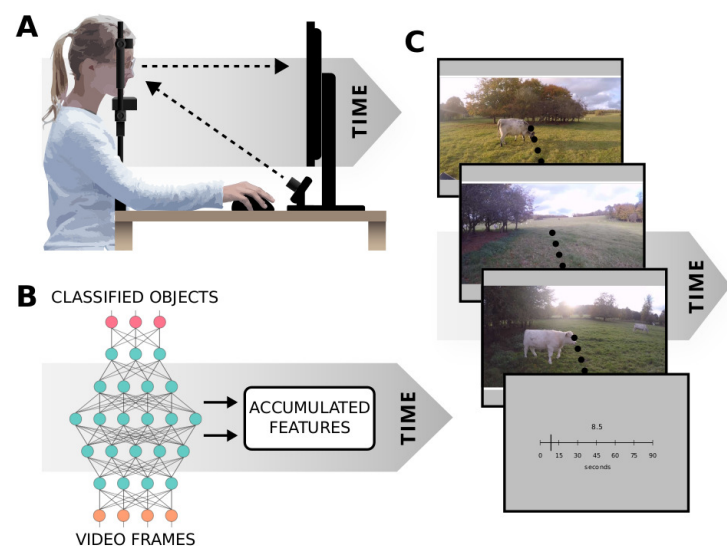 A
TIME
B
CLASSIFIED OBJECTS
ACCUMULATED
FEATURES
TIME
VIDEO FRAMES
C
TIME
8.5
0 15 30 45 60 75 90
seconds